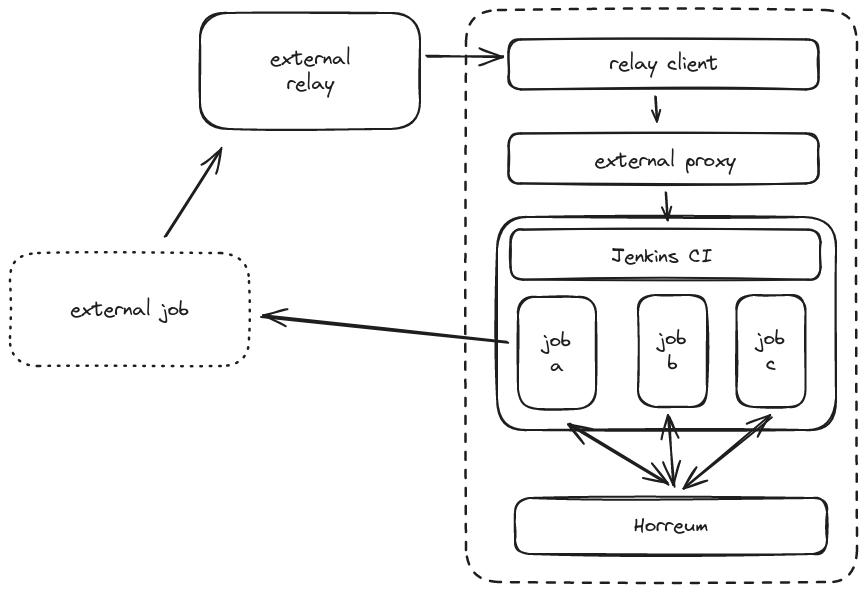 external
relay
relay client
external proxy
Jenkins CI
external job
job
a
job
b
job
c
Horreum